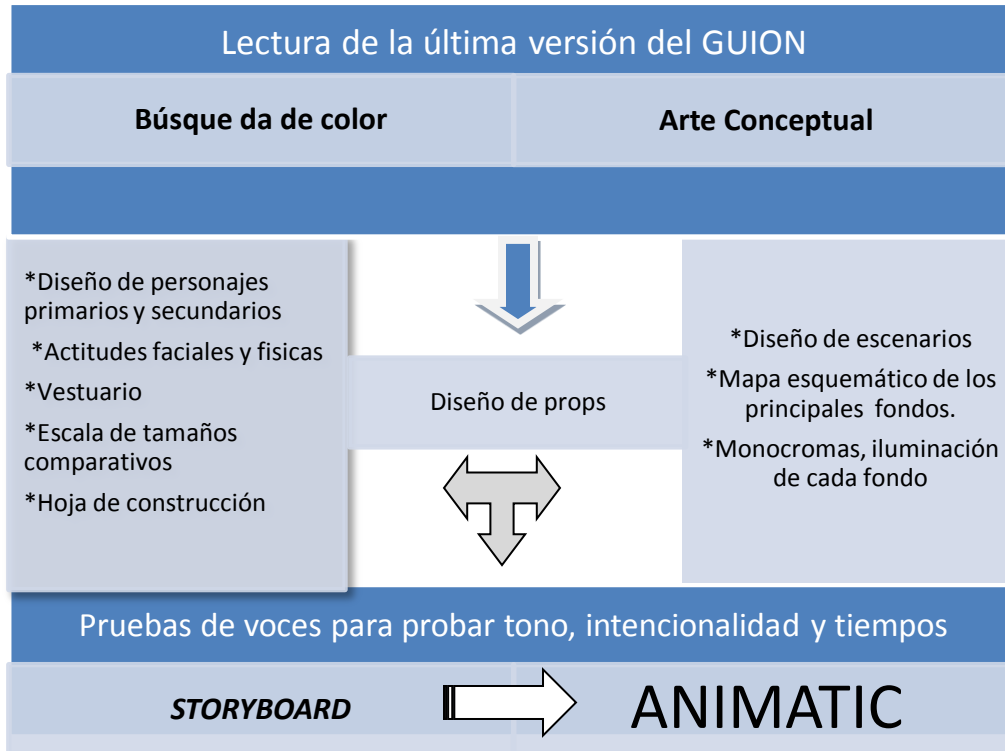 Lectura de la última versión del GUION
Búsque da de color
Arte Conceptual
*Diseño de personajes
primarios y secundarios
*Actitudes faciales y fisicas
*Vestuario
*Escala de tamaños
comparativos
*Hoja de construcción
Diseño de props
*Diseño de escenarios
*Mapa esquemático de los
principales fondos.
*Monocromas, iluminación
de cada fondo
Pruebas de voces para probar tono, intencionalidad y tiempos
STORYBOARD
ANIMATIC